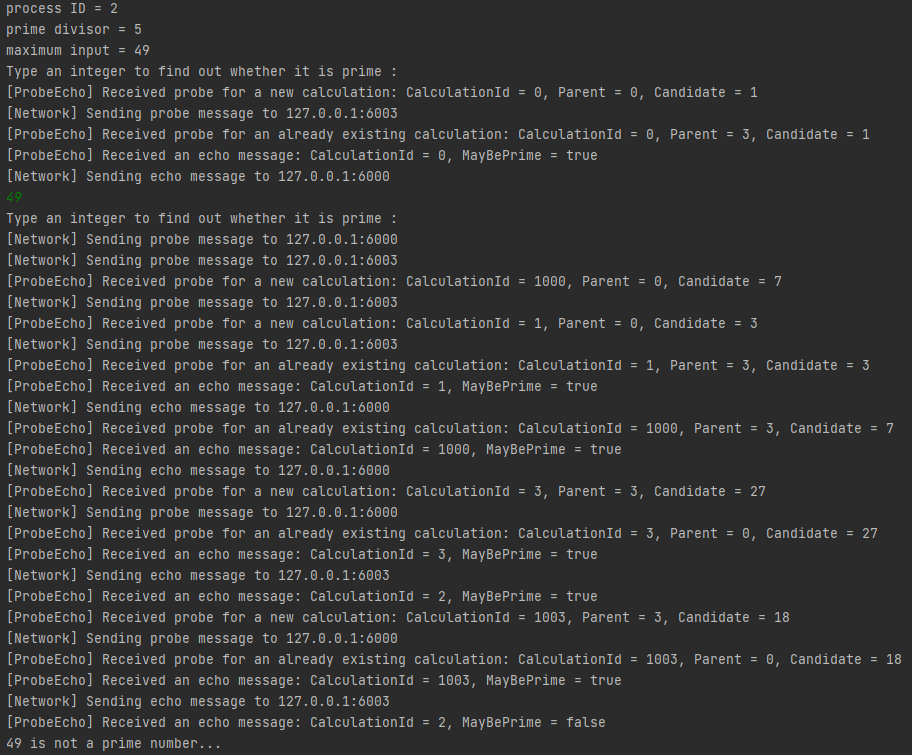 process ID = 2
prime divisor = 5
maximum input = 49
Type an integer to find out whether it is prime :
[ProbeEcho] Received probe for a new calculation: CalculationId = 0, Parent = 0, Candidate = 1
[Network] Sending probe message to 127.0.0.1:6003
[ProbeEcho] Received probe for an already existing calculation: CalculationId = 0, Parent = 3, Candidate = 1
[ProbeEcho] Received an echo message: CalculationId = 0, MayBePrime = true
[Network] Sending echo message to 127.0.0.1:6000
49
Type an integer to find out whether it is prime :
[Network] Sending probe message to 127.0.0.1:6000
[Network] Sending probe message to 127.0.0.1:6003
[ProbeEcho] Received probe for a new calculation: CalculationId = 1000, Parent = 0, Candidate = 7
[Network] Sending probe message to 127.0.0.1:6003
[ProbeEcho] Received probe for a new calculation: CalculationId = 1, Parent = 0, Candidate = 3
[Network] Sending probe message to 127.0.0.1:6003
[ProbeEcho] Received probe for an already existing calculation: CalculationId = 1, Parent = 3, Candidate = 3
[ProbeEcho] Received an echo message: CalculationId = 1, MayBePrime = true
[Network] Sending echo message to 127.0.0.1:6000
[ProbeEcho] Received probe for an already existing calculation: CalculationId = 1000, Parent = 3, Candidate = 7
[ProbeEcho] Received an echo message: CalculationId = 1000, MayBePrime = true
[Network] Sending echo message to 127.0.0.1:6000
[ProbeEcho] Received probe for a new calculation: CalculationId = 3, Parent = 3, Candidate = 27
[Network] Sending probe message to 127.0.0.1:6000
[ProbeEcho] Received probe for an already existing calculation: CalculationId = 3, Parent = 0, Candidate = 27
[ProbeEcho] Received an echo message: CalculationId = 3, MayBePrime = true
[Network] Sending echo message to 127.0.0.1:6003
[ProbeEcho] Received an echo message: CalculationId = 2, MayBePrime = true
[ProbeEcho] Received probe for a new calculation: CalculationId = 1003, Parent = 3, Candidate = 18
[Network] Sending probe message to 127.0.0.1:6000
[ProbeEcho] Received probe for an already existing calculation: CalculationId = 1003, Parent = 0, Candidate = 18
[ProbeEcho] Received an echo message: CalculationId = 1003, MayBePrime = true
[Network] Sending echo message to 127.0.0.1:6003
[ProbeEcho] Received an echo message: CalculationId = 2, MayBePrime = false
49 is not a prime number...